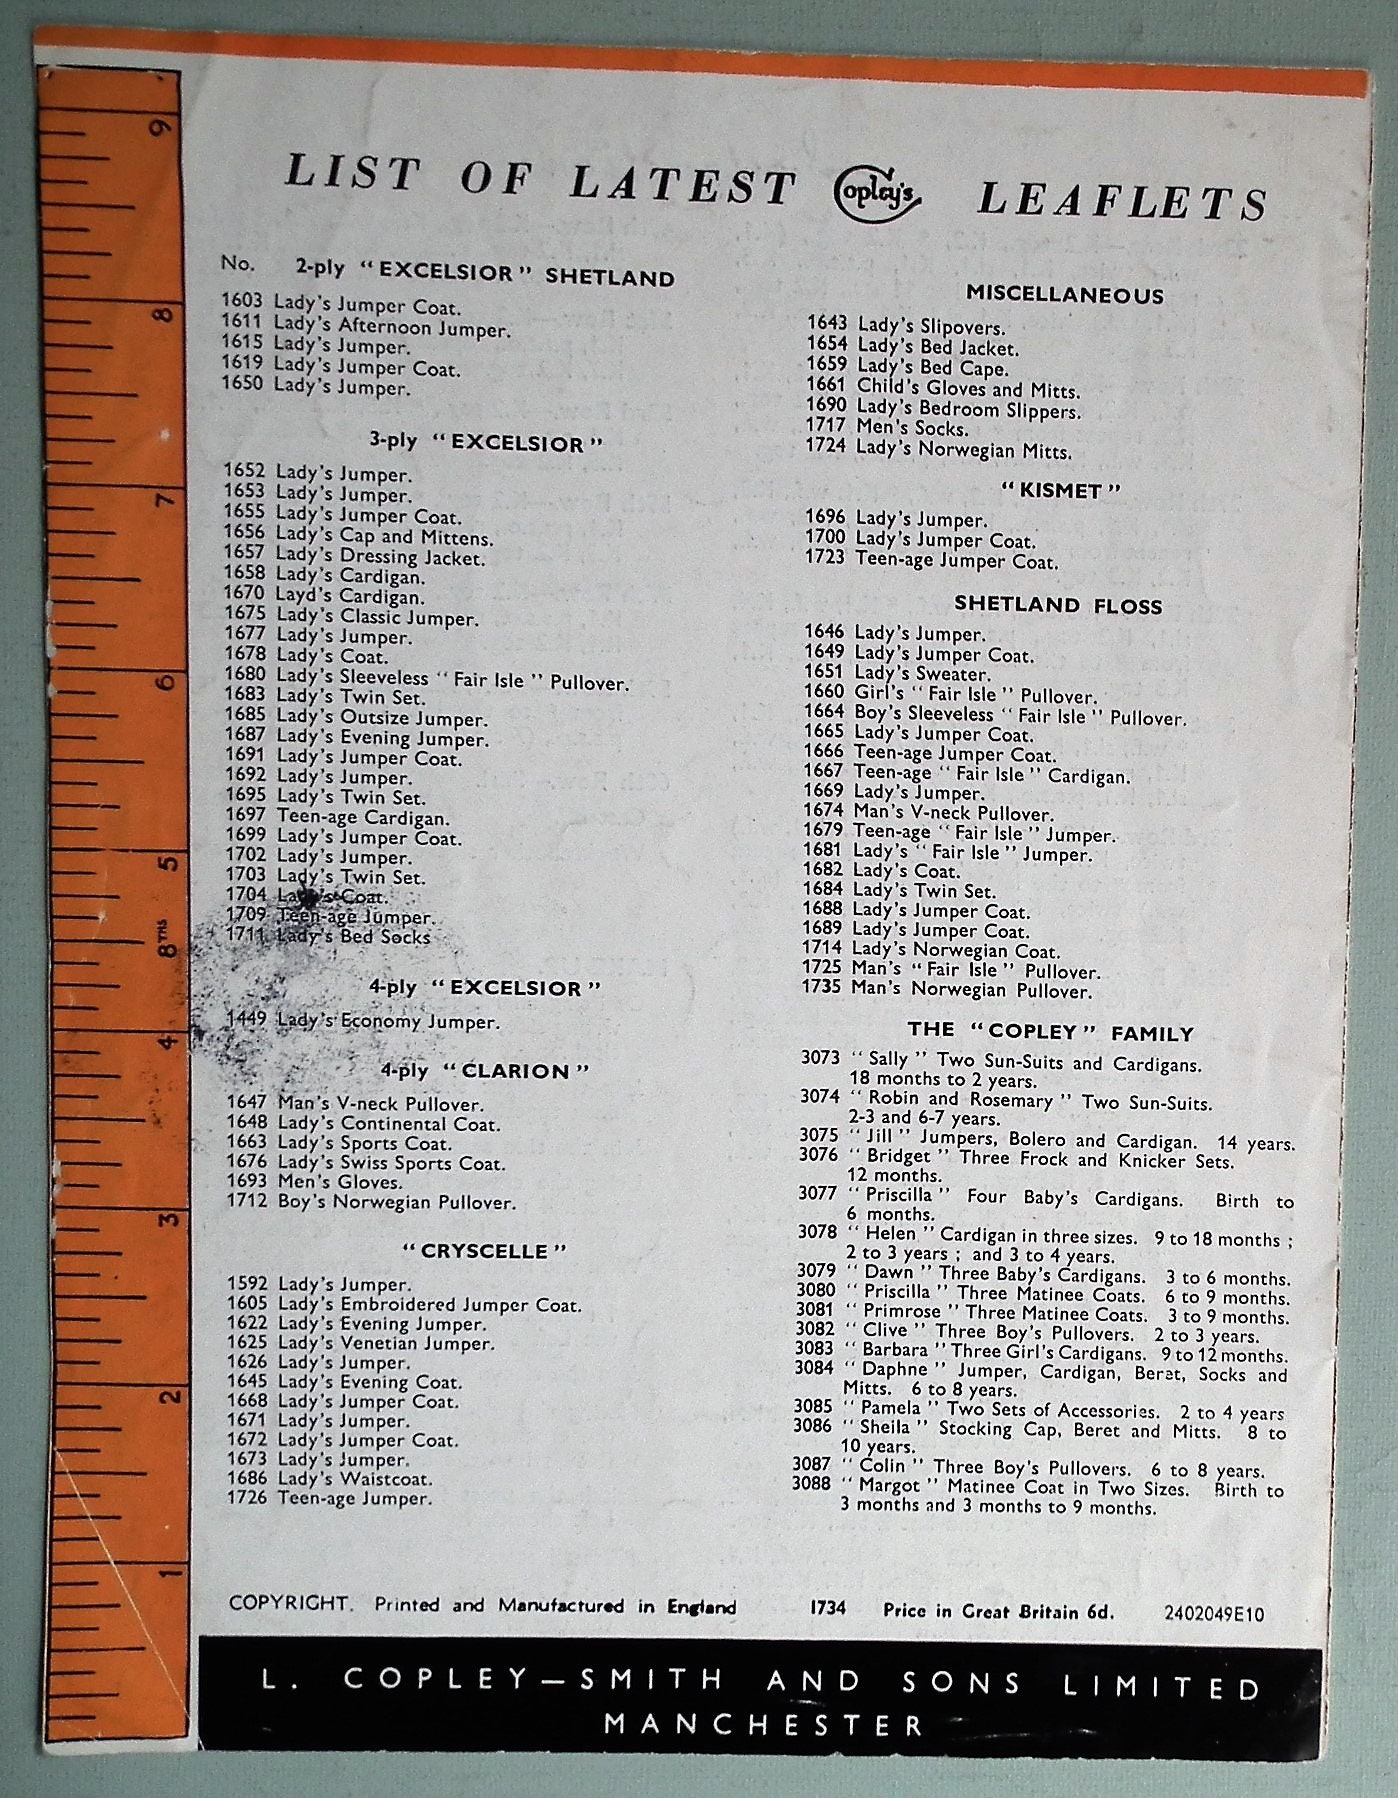 LIST OF LATEST Copley's LEAFLETS
No. 2-ply “EXCELSIOR” SHETLAND
1603 Lady's Jumper Coat.
1611 Lady's Afternoon Jumper.
1615 Lady's Jumper.
1619 Lady's Jumper Coat.
1650 Lady's Jumper.
3-ply “EXCELSIOR”
1652 Lady's Jumper.
1653 Lady's Jumper.
1655 Lady's Jumper Coat.
1656 Lady's Cap and Mittens.
1657 Lady's Dressing Jacket.
1658 Lady's Cardigan.
1670 Layd's Cardigan.
1675 Lady's Classic Jumper.
1677 Lady's Jumper.
1678 Lady's Coat.
1680 Lady's Sleeveless “Fair Isle” Pullover.
1683 Lady's Twin Set.
1685 Lady's Outsize Jumper.
1687 Lady's Evening Jumper.
1691 Lady's Jumper Coat.
1692 Lady's Jumper.
1695 Lady's Twin Set.
1697 Teen-age Cardigan.
1699 Lady's Jumper Coat.
1702 Lady's Jumper.
1703 Lady's Twin Set.
1704 Lady's Coat.
1709 Teen-age Jumper.
1711 Lady's Bed Socks
4-ply “EXCELSIOR”
1449 Lady's Economy Jumper.
4-ply “CLARION”
1647 Man's V-neck Pullover.
1648 Lady's Continental Coat.
1663 Lady's Sports Coat.
1676 Lady's Swiss Sports Coat.
1693 Men's Gloves.
1712 Boy's Norwegian Pullover.
“CRYSCELLE”
1592 Lady's Jumper.
1605 Lady's Embroidered Jumper Coat.
1622 Lady's Evening Jumper.
1625 Lady's Venetian Jumper.
1626 Lady's Jumper.
1645 Lady's Evening Coat.
1668 Lady's Jumper Coat.
1671 Lady's Jumper.
1672 Lady's Jumper Coat.
1673 Lady's Jumper.
1686 Lady's Waistcoat.
1726 Teen-age Jumper.
MISCELLANEOUS
1643 Lady's Slipovers.
1654 Lady's Bed Jacket.
1659 Lady's Bed Cape.
1661 Child's Gloves and Mitts.
1690 Lady's Bedroom Slippers.
1717 Men's Socks.
1724 Lady's Norwegian Mitts.
“KISMET”
1696 Lady's Jumper.
1700 Lady's Jumper Coat.
1723 Teen-age Jumper Coat.
SHETLAND FLOSS
1646 Lady's Jumper.
1649 Lady's Jumper Coat.
1651 Lady's Sweater.
1660 Girl's “Fair Isle” Pullover.
1664 Boy's Sleeveless “Fair Isle” Pullover.
1665 Lady's Jumper Coat.
1666 Teen-age Jumper Coat.
1667 Teen-age “Fair Isle” Cardigan.
1669 Lady's Jumper.
1674 Man's V-neck Pullover.
1679 Teen-age “Fair Isle” Jumper.
1681 Lady's “Fair Isle” Jumper.
1682 Lady's Coat.
1684 Lady's Twin Set.
1688 Lady's Jumper Coat.
1689 Lady's Jumper Coat.
1714 Lady's Norwegian Coat.
1725 Man's “Fair Isle” Pullover.
1735 Man's Norwegian Pullover.
THE “COPLEY” FAMILY
3073 “Sally” Two Sun-Suits and Cardigans.
18 months to 2 years.
3074 “Robin and Rosemary” Two Sun-Suits.
2-3 and 6-7 years.
3075 “Jill” Jumpers, Bolero and Cardigan. 14 years.
3076 “Bridget” Three Frock and Knicker Sets.
12 months.
3077 “Priscilla” Four Baby's Cardigans. Birth to
6 months.
3078 “Helen” Cardigan in three sizes. 9 to 18 months ;
2 to 3 years ; and 3 to 4 years.
3079 “Dawn” Three Baby's Cardigans. 3 to 6 months.
3080 “Priscilla” Three Matinee Coats. 6 to 9 months.
3081 “Primrose” Three Matinee Coats. 3 to 9 months.
3082 “Clive” Three Boy's Pullovers. 2 to 3 years.
3083 “Barbara” Three Girl's Cardigans. 9 to 12 months.
3084 “Daphne” Jumper, Cardigan, Beret, Socks and
Mitts. 6 to 8 years.
3085 “Pamela” Two Sets of Accessories. 2 to 4 years
3086 “Sheila” Stocking Cap, Beret and Mitts. 8 to
10 years.
3087 “Colin” Three Boy's Pullovers. 6 to 8 years.
3088 “Margot” Matinee Coat in Two Sizes. Birth to
3 months and 3 months to 9 months.
COPYRIGHT. Printed and Manufactured in England 1734 Price in Great Britain 6d. 2402049E10
L. COPLEY—SMITH AND SONS LIMITED
MANCHESTER
9
8
7
6
5
8THS
4
3
2
1